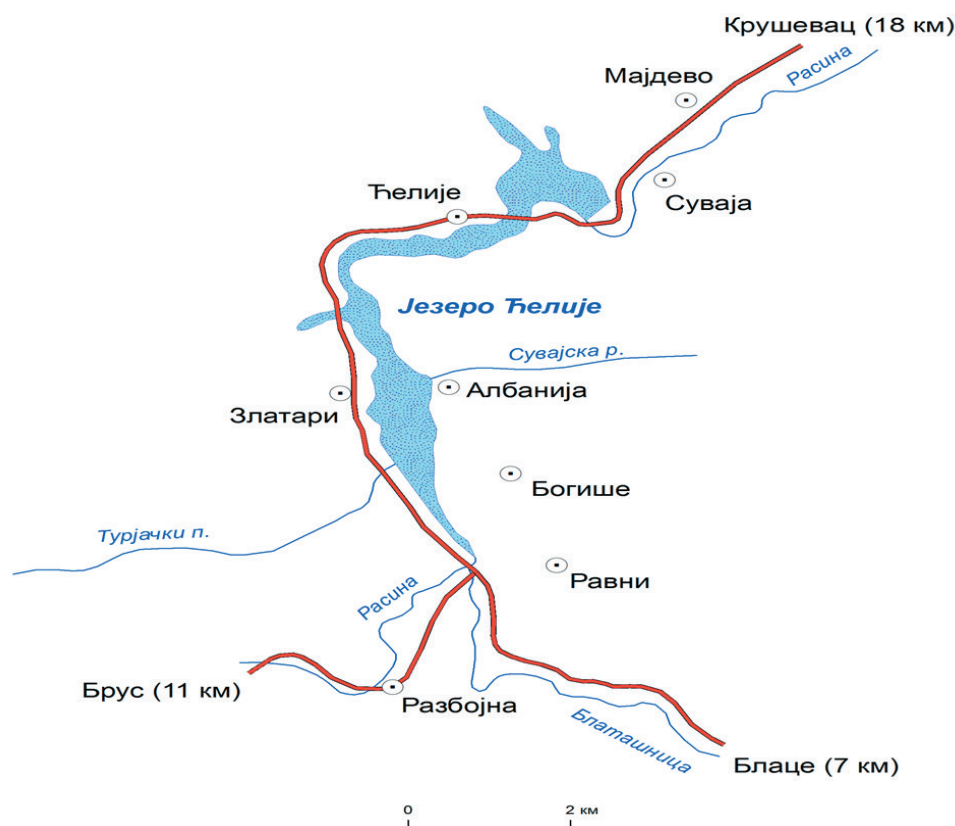 Крушевац (18 км)
Расина
Мајдево
Ћелије
Суваја
Језеро Ћелије
Сувајска р.
Албанија
Златари
Богише
Турјачки п.
Равни
Расина
Брус (11 км)
Разбојна
Блаташница
Блаце (7 км)
0 2 км